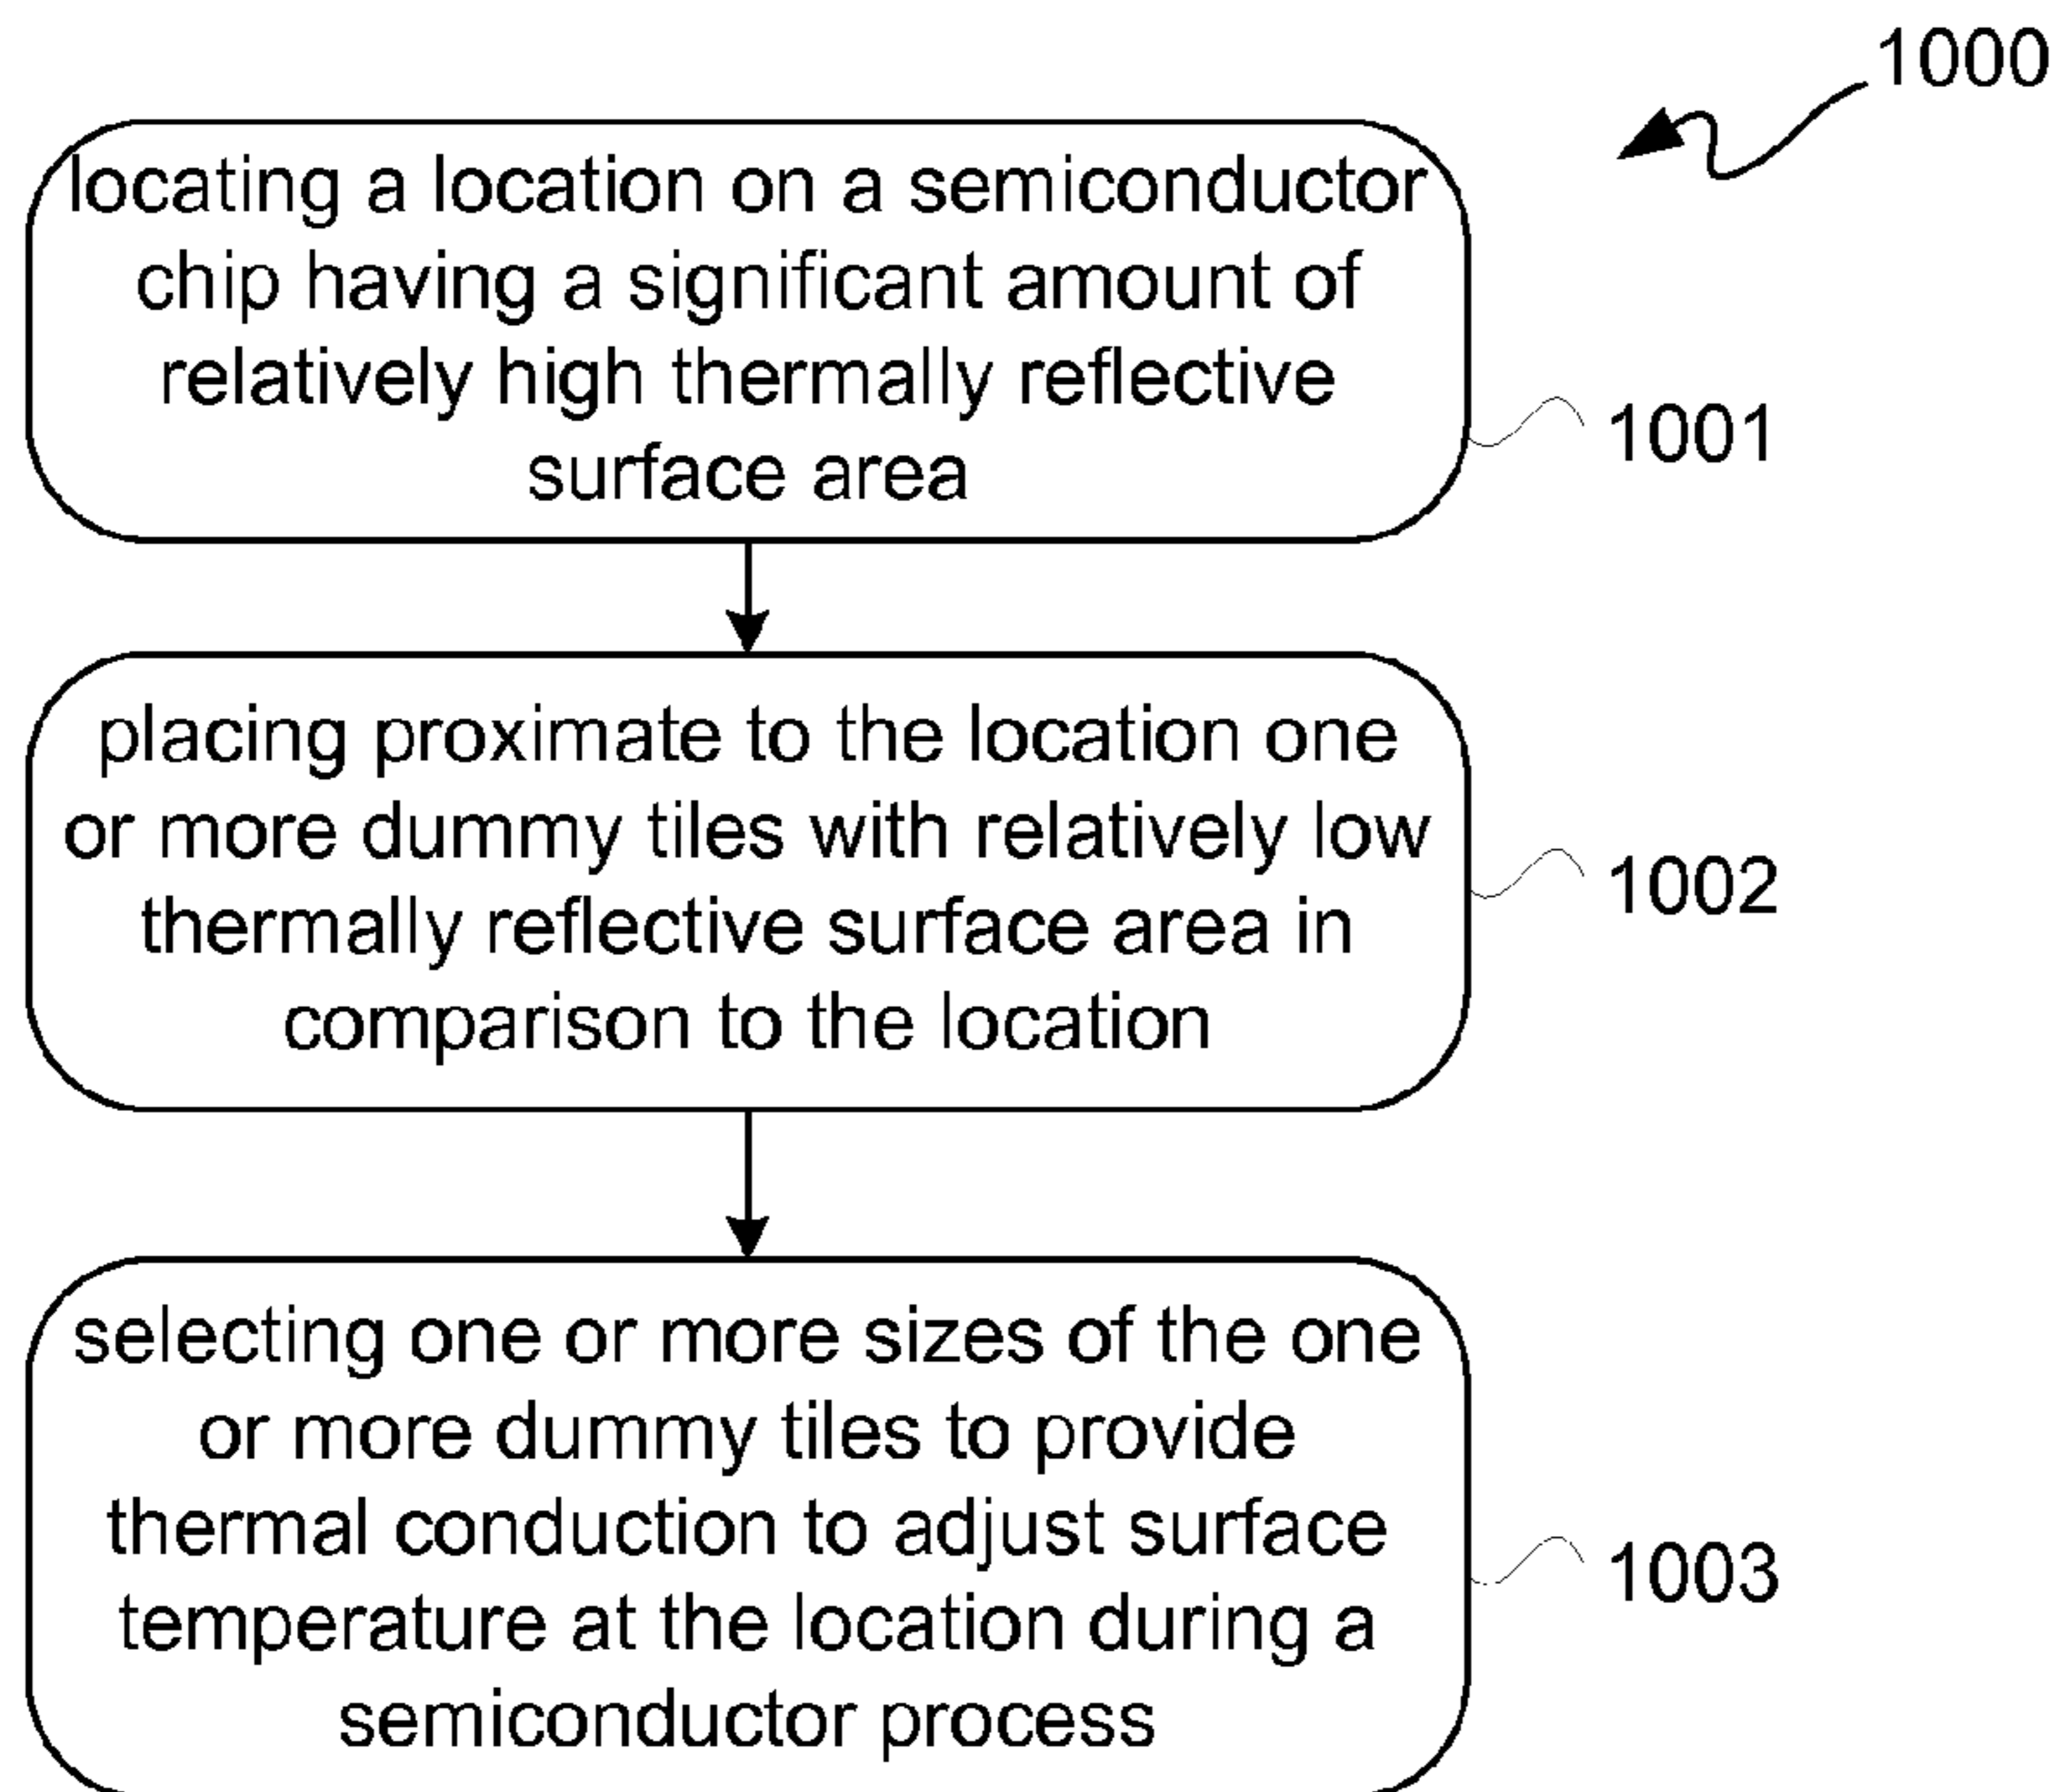 1000
locating a location on a semiconductor
chip having a significant amount of
relatively high thermally reflective
surface area
1001
placing proximate to the location one
or more dummy tiles with relatively low
thermally reflective surface area in
comparison to the location
1002
selecting one or more sizes of the one
or more dummy tiles to provide
thermal conduction to adjust surface
temperature at the location during a
semiconductor process
1003